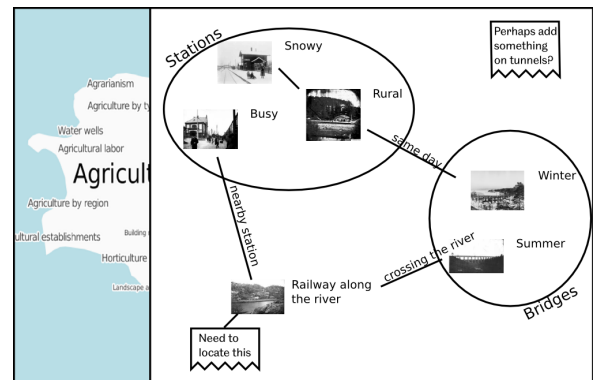 Agrarianism
Agriculture by ty
Water wells
Agricultural labor
Agricult
Agriculture by region
ultural establishments
Building
Horticulture
Landscape a
Stations
Snowy
Rural
Busy
same day
nearby station
Perhaps add
something
on tunnels?
Winter
Summer
crossing the river
Bridges
Railway along
the river
Need to
locate this